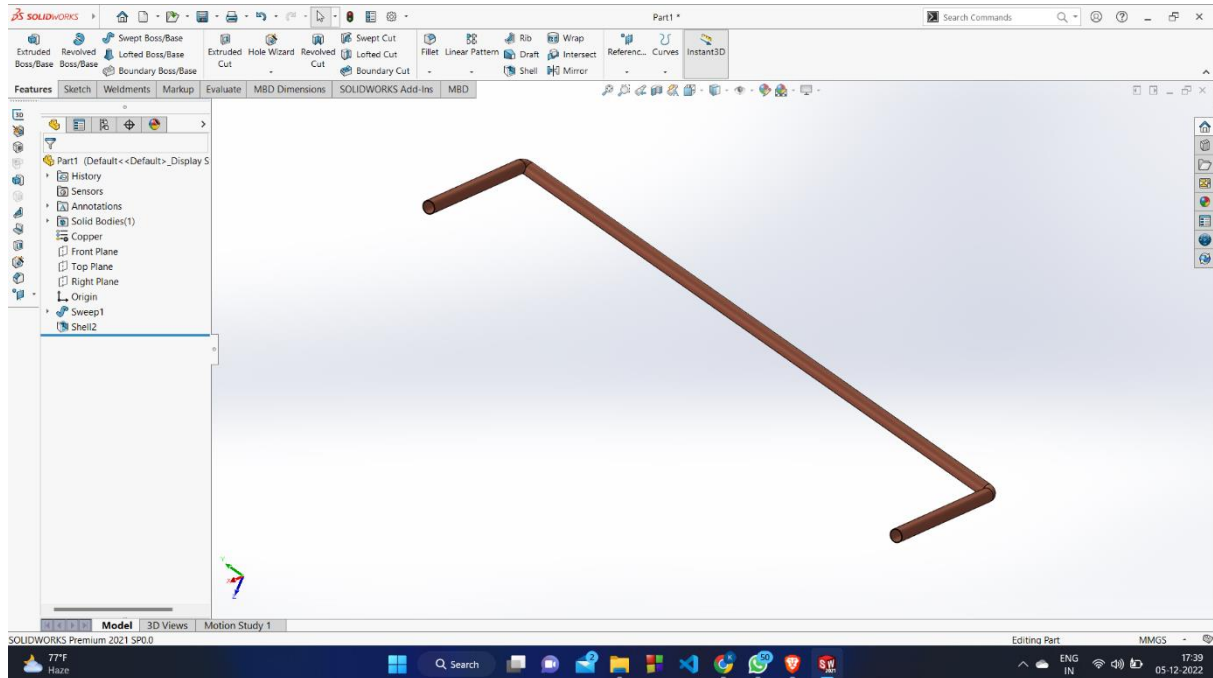 SOLIDWORKS Part1 * Search Commands
Extruded Boss/Base Revolved Boss/Base Swept Boss/Base Lofted Boss/Base Boundary Boss/Base Extruded Cut Hole Wizard Revolved Cut Swept Cut Lofted Cut Boundary Cut Fillet Linear Pattern Rib Draft Shell Wrap Intersect Mirror Referenc... Curves Instant3D
Features Sketch Weldments Markup Evaluate MBD Dimensions SOLIDWORKS Add-Ins MBD
Part1 (Default<<Default>_Display S
History
Sensors
Annotations
Solid Bodies(1)
Copper
Front Plane
Top Plane
Right Plane
Origin
Sweep1
Shell2
Model 3D Views Motion Study 1
SOLIDWORKS Premium 2021 SP0.0 Editing Part MMGS
77°F
Haze
Search
2
50
ENG
IN
17:39
05-12-2022